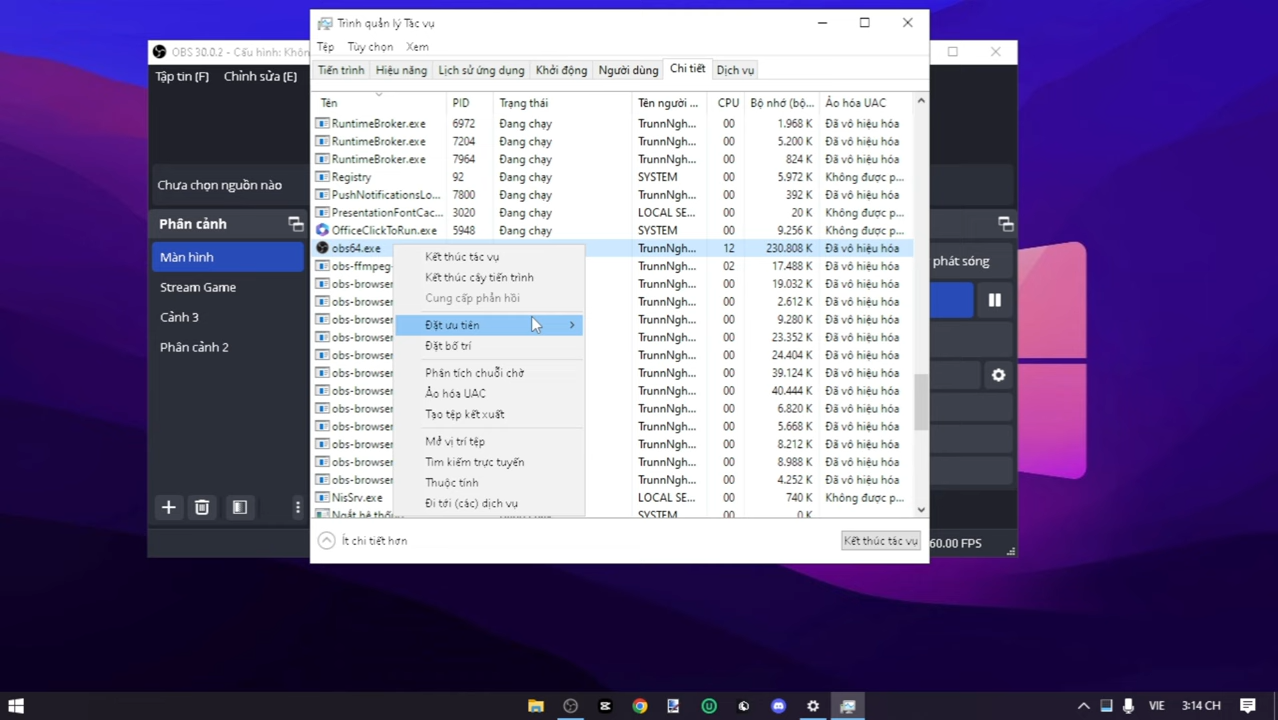 Trình quản lý Tác vụ
Tệp Tùy chọn Xem
Tiến trình Hiệu năng Lịch sử ứng dụng Khởi động Người dùng Chi tiết Dịch vụ
Tên PID Trạng thái Tên người ... CPU Bộ nhớ (bộ... Ảo hóa UAC
RuntimeBroker.exe 6972 Đang chạy TrunnNgh... 00 1.968 K Đã vô hiệu hóa
RuntimeBroker.exe 7204 Đang chạy TrunnNgh... 00 5.200 K Đã vô hiệu hóa
RuntimeBroker.exe 7964 Đang chạy TrunnNgh... 00 824 K Đã vô hiệu hóa
Registry 92 Đang chạy SYSTEM 00 5.972 K Không được p...
PushNotificationsLo... 7800 Đang chạy TrunnNgh... 00 392 K Đã vô hiệu hóa
PresentationFontCac... 3020 Đang chạy LOCAL SE... 00 20 K Không được p...
OfficeClickToRun.exe 5948 Đang chạy SYSTEM 00 9.256 K Không được p...
obs64.exe TrunnNgh... 12 230.808 K Đã vô hiệu hóa
obs-ffmpeg- TrunnNgh... 02 17.488 K Đã vô hiệu hóa
obs-browser TrunnNgh... 00 19.032 K Đã vô hiệu hóa
obs-browser TrunnNgh... 00 2.612 K Đã vô hiệu hóa
obs-browser TrunnNgh... 00 9.280 K Đã vô hiệu hóa
obs-browser TrunnNgh... 00 23.352 K Đã vô hiệu hóa
obs-browser TrunnNgh... 00 24.404 K Đã vô hiệu hóa
obs-browser TrunnNgh... 00 39.124 K Đã vô hiệu hóa
obs-browser TrunnNgh... 00 40.444 K Đã vô hiệu hóa
obs-browser TrunnNgh... 00 6.820 K Đã vô hiệu hóa
obs-browser TrunnNgh... 00 5.668 K Đã vô hiệu hóa
obs-browser TrunnNgh... 00 8.212 K Đã vô hiệu hóa
obs-browser TrunnNgh... 00 8.988 K Đã vô hiệu hóa
obs-browser TrunnNgh... 00 4.252 K Đã vô hiệu hóa
NisSrv.exe LOCAL SE... 00 740 K Không được p...
Ngắt hệ thống SYSTEM 00 0 K
Kết thúc tác vụ
Kết thúc cây tiến trình
Cung cấp phản hồi
Đặt ưu tiên
Đặt bố trí
Phân tích chuỗi chờ
Ảo hóa UAC
Tạo tệp kết xuất
Mở vị trí tệp
Tìm kiếm trực tuyến
Thuộc tính
Đi tới (các) dịch vụ
Ít chi tiết hơn
Kết thúc tác vụ
OBS 30.0.2 - Cấu hình: Khôn
Tập tin (F) Chỉnh sửa (E)
Chưa chọn nguồn nào
Phân cảnh
Màn hình
Stream Game
Cảnh 3
Phân cảnh 2
phát sóng
60.00 FPS
VIE 3:14 CH